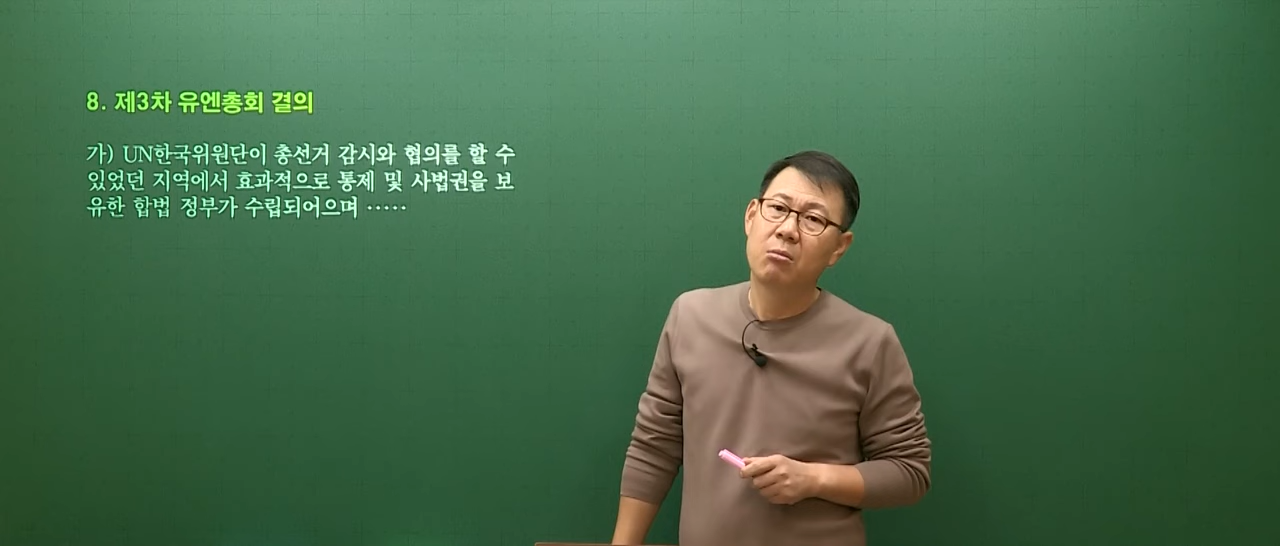 8. 제3차 유엔총회 결의
가) UN한국위원단이 총선거 감시와 협의를 할 수
있었던 지역에서 효과적으로 통제 및 사법권을 보
유한 합법 정부가 수립되어으며 ·····